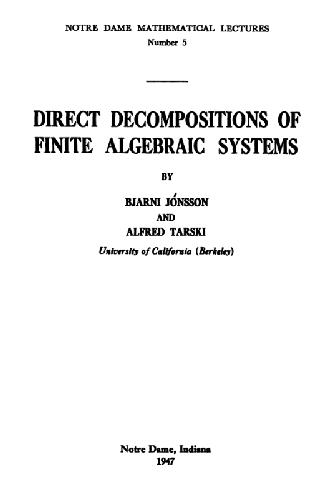 NOTRE DAME MATHEMATICAL LECTURES
Number 5
DIRECT DECOMPOSITIONS OF
FINITE ALGEBRAIC SYSTEMS
BY
BJARNI JÓNSSON
AND
ALFRED TARSKI
University of California (Berkeley)
Notre Dame, Indiana
1947